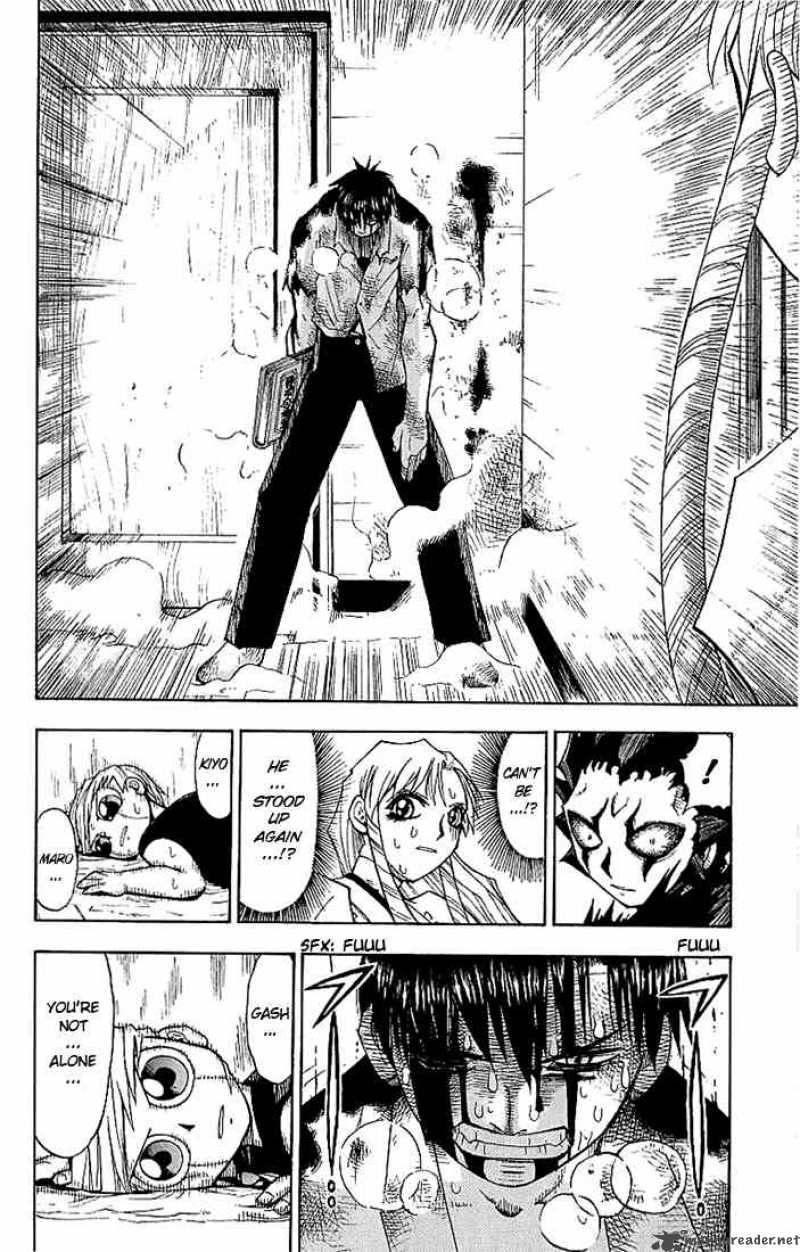 !
CAN'T
BE
...!?
HE
...
STOOD
UP
AGAIN
...!?
KIYO
...
MARO
...
FUUU
SFX: FUUU
GASH
...
YOU'RE
NOT
...
ALONE
...